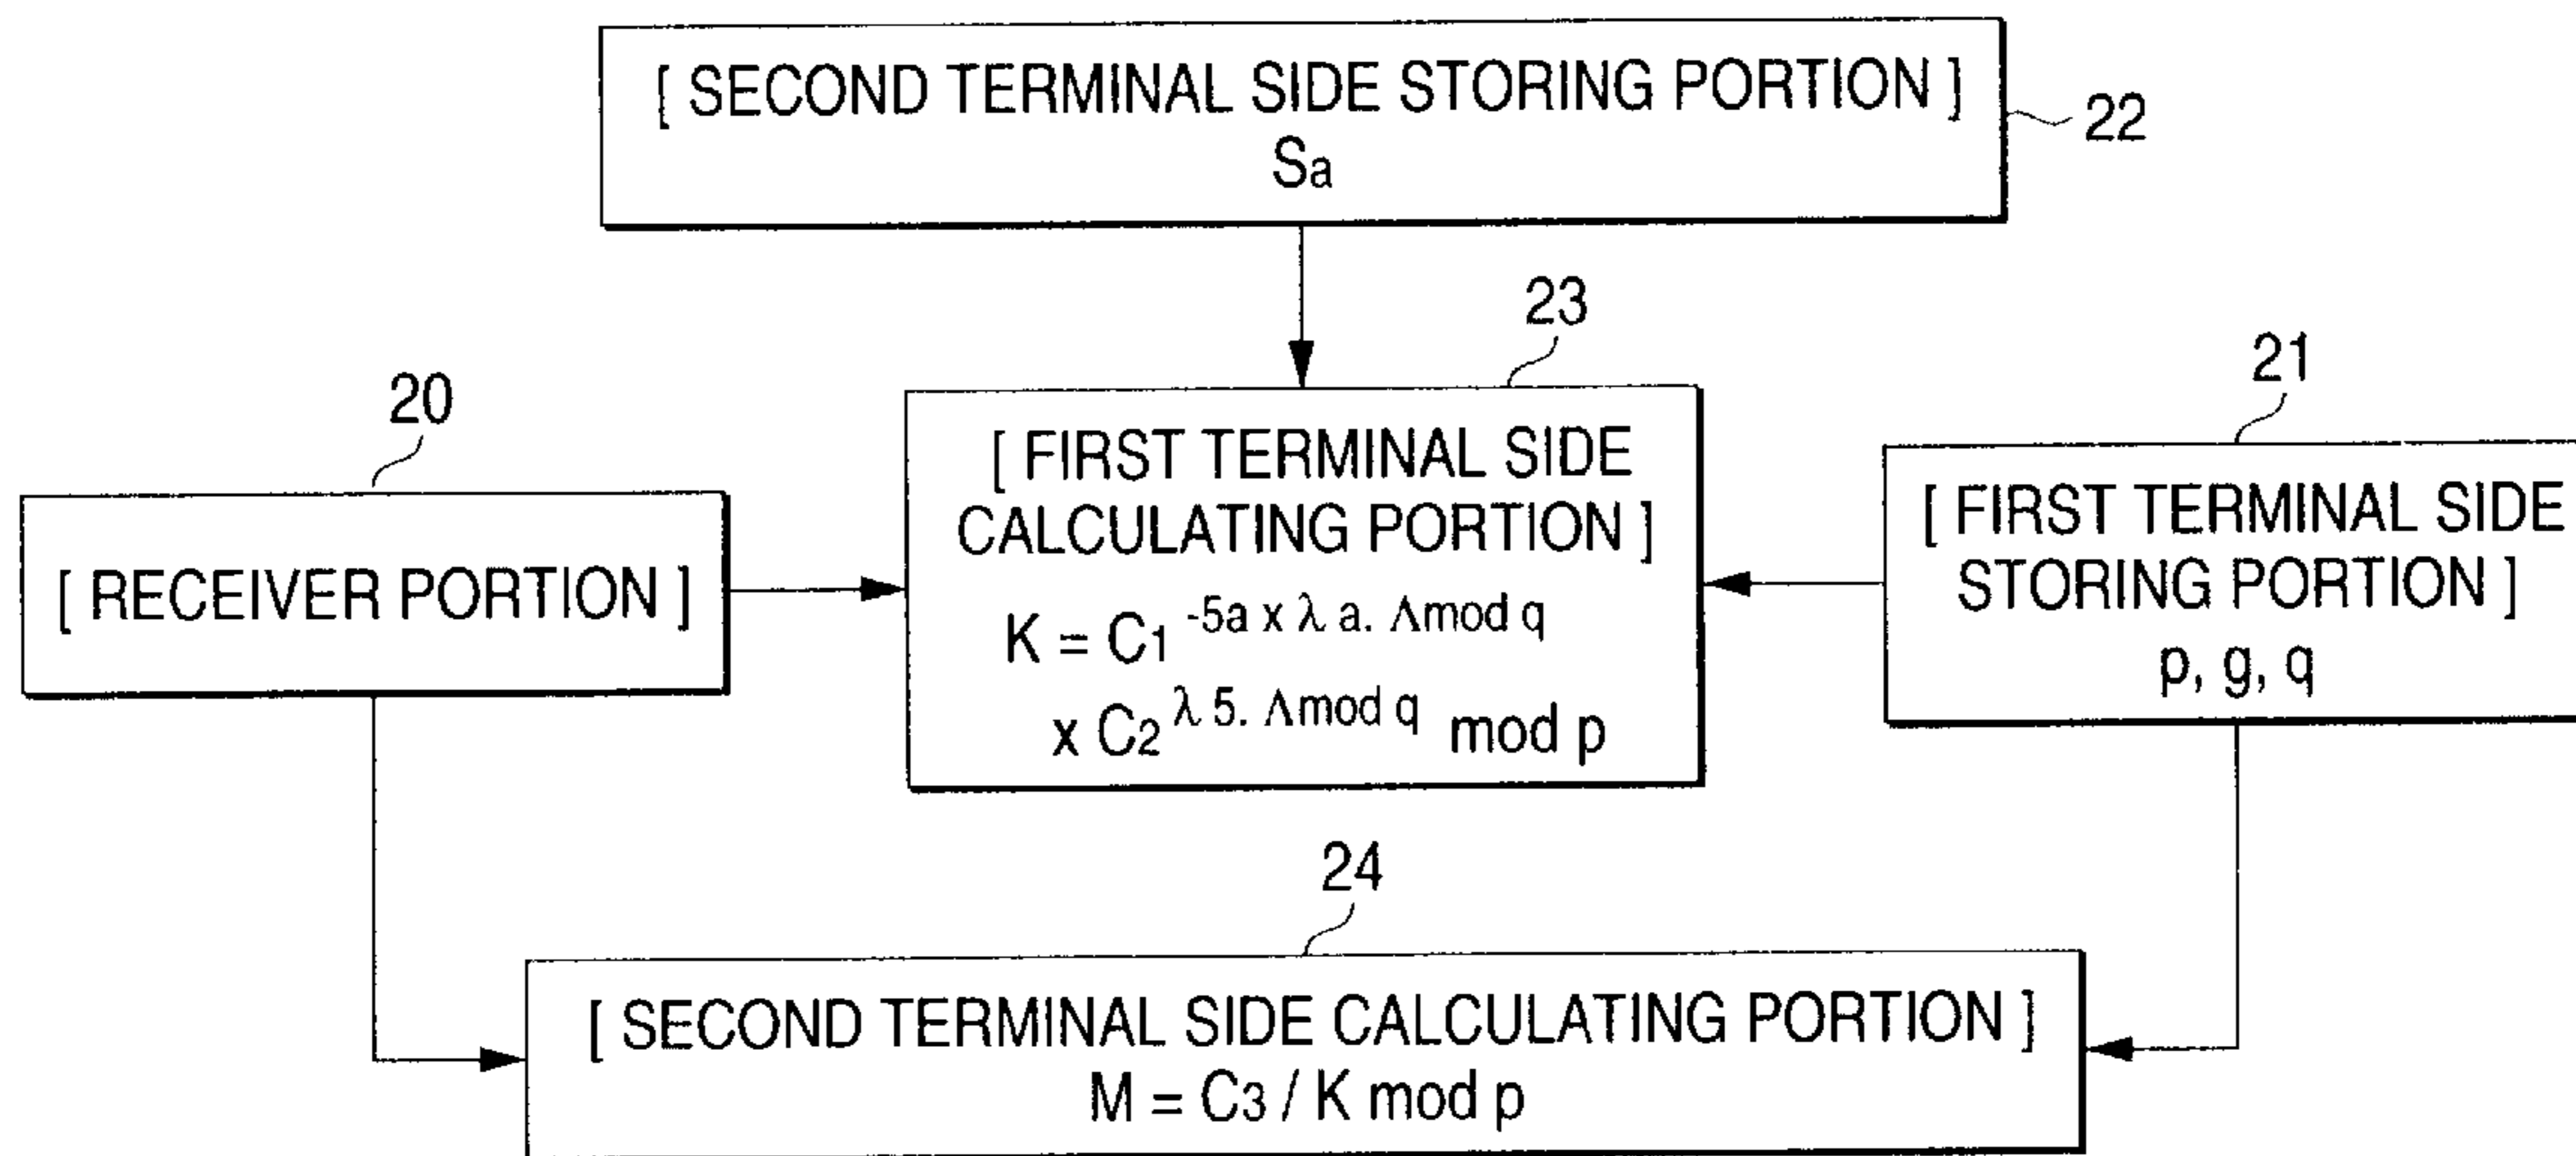 [ SECOND TERMINAL SIDE STORING PORTION ]
Sa
22
23
20
21
[ FIRST TERMINAL SIDE
CALCULATING PORTION ]
K = C1 -5a x λ a. Λmod q
x C2 λ 5. Λmod q mod p
[ RECEIVER PORTION ]
[ FIRST TERMINAL SIDE
STORING PORTION ]
p, g, q
24
[ SECOND TERMINAL SIDE CALCULATING PORTION ]
M = C3 / K mod p